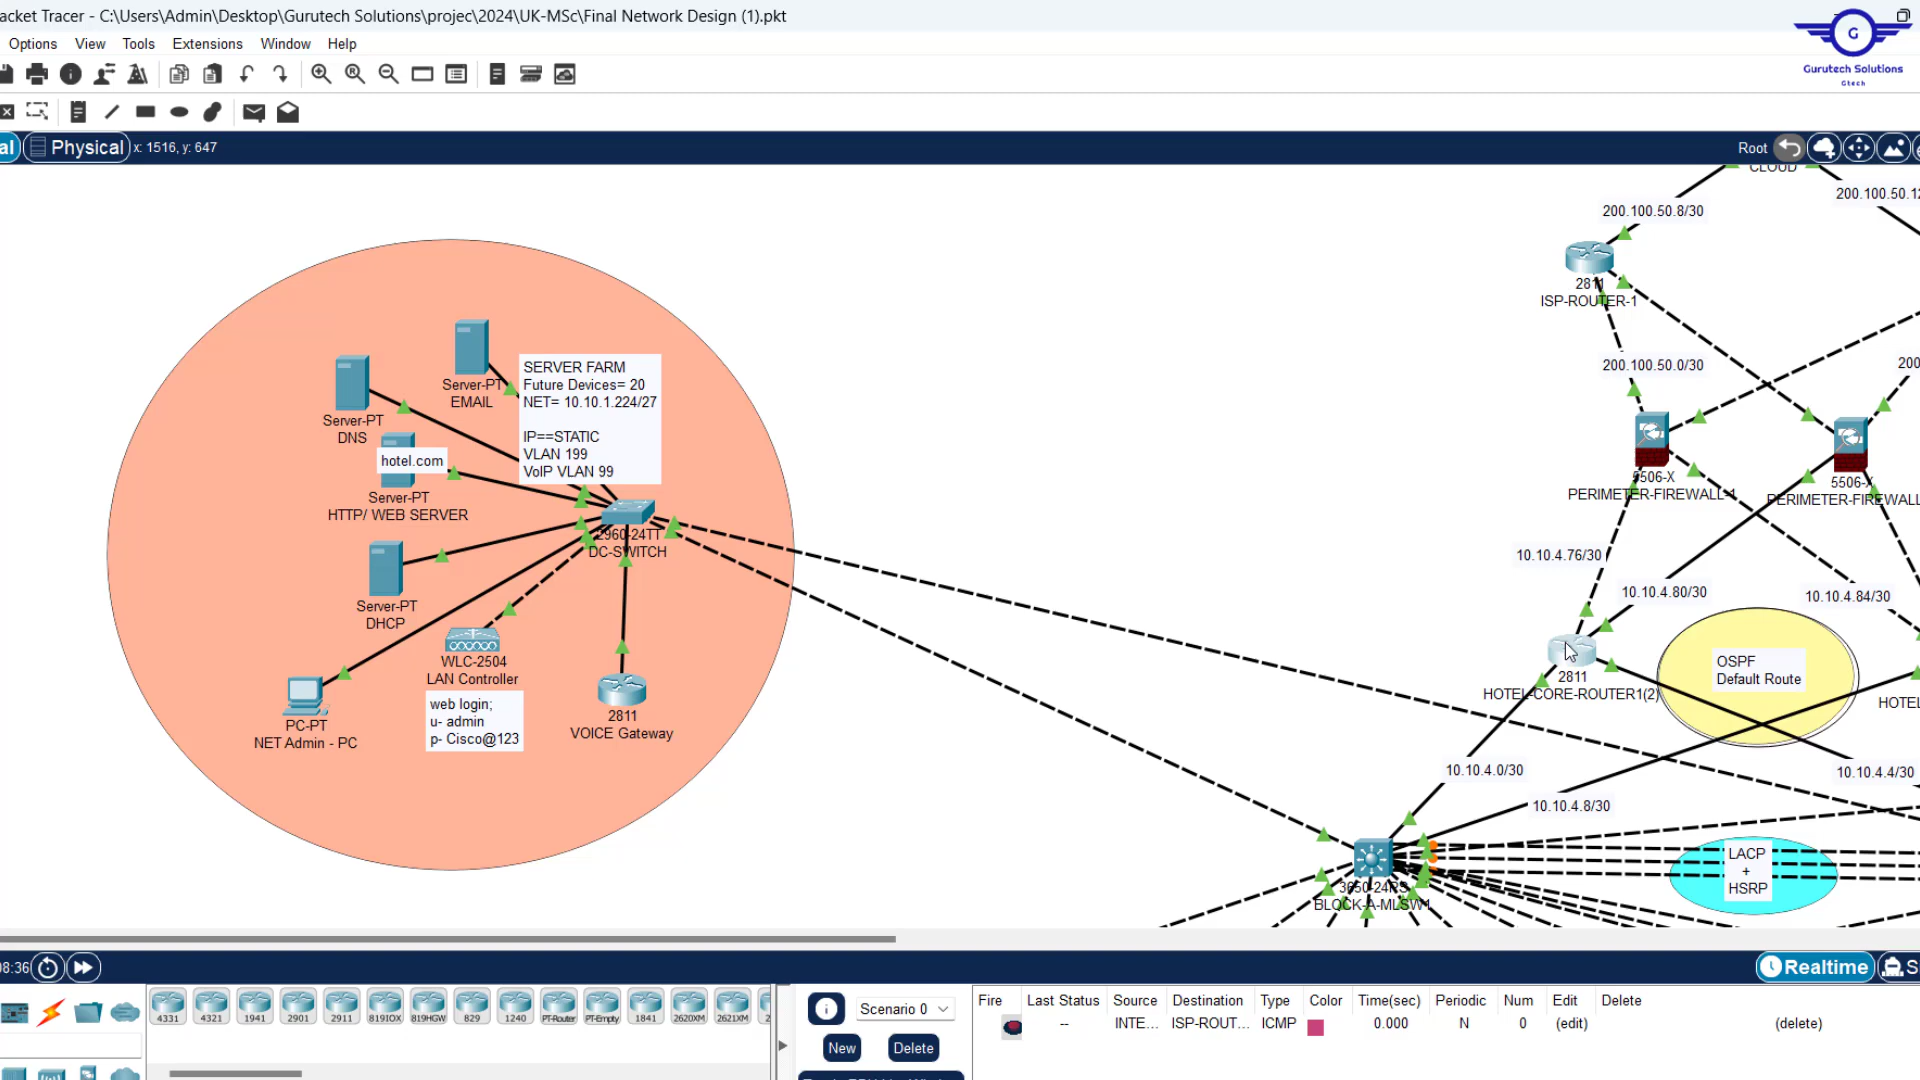 acket Tracer - C:\Users\Admin\Desktop\Gurutech Solutions\projec\2024\UK-MSc\Final Network Design (1).pkt
Options View Tools Extensions Window Help
G
Gurutech Solutions
Gtech
al Physical x: 1516, y: 647
Root
CLOUD
200.100.50.8/30
200.100.50.12
2811
ISP-ROUTER-1
200.100.50.0/30
200
5506-X
PERIMETER-FIREWALL-1
5506-X
PERIMETER-FIREWALL
Server-PT
EMAIL
SERVER FARM
Future Devices= 20
NET= 10.10.1.224/27
IP==STATIC
VLAN 199
VoIP VLAN 99
Server-PT
DNS
hotel.com
Server-PT
HTTP/ WEB SERVER
2960-24TT
DC-SWITCH
Server-PT
DHCP
WLC-2504
LAN Controller
web login;
u- admin
p- Cisco@123
PC-PT
NET Admin - PC
2811
VOICE Gateway
10.10.4.76/30
10.10.4.80/30
10.10.4.84/30
2811
HOTEL-CORE-ROUTER1(2)
OSPF
Default Route
HOTEL
10.10.4.0/30
10.10.4.4/30
10.10.4.8/30
3650-24PS
BLOCK-A-MLSW1
LACP
+
HSRP
08:36
Realtime
S
4331 4321 1941 2901 2911 819IOX 819HGW 829 1240 PT-Router PT-Empty 1841 2620XM 2621XM 2
Scenario 0
New Delete
Fire Last Status Source Destination Type Color Time(sec) Periodic Num Edit Delete
-- INTE... ISP-ROUT... ICMP 0.000 N 0 (edit) (delete)